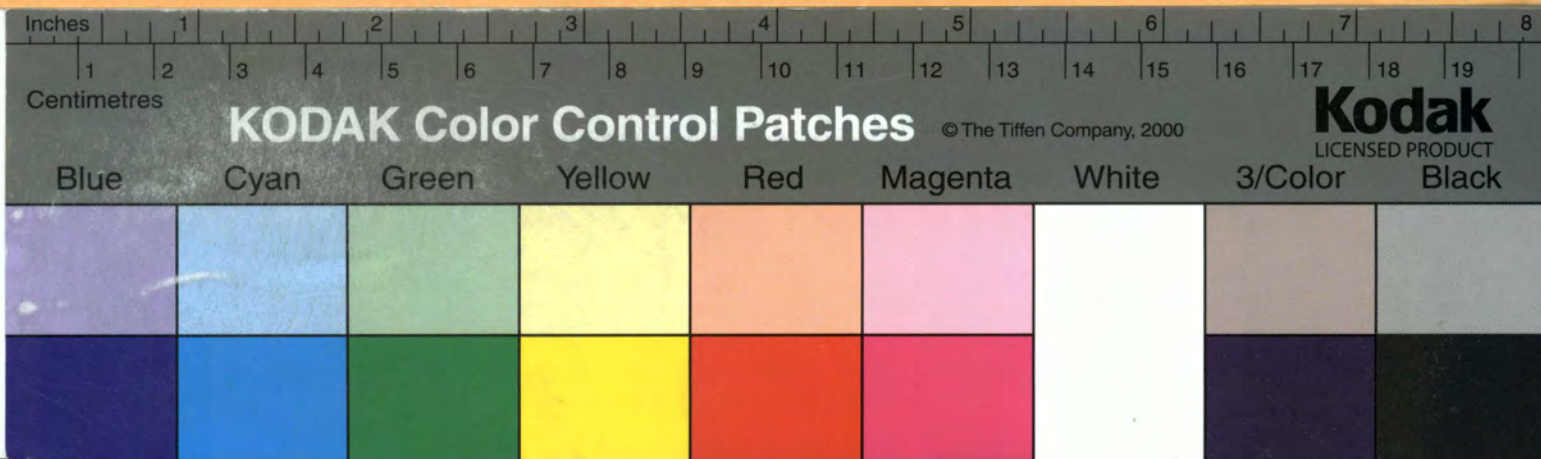 Inches 1 2 3 4 5 6 7 8
1 2 3 4 5 6 7 8 9 10 11 12 13 14 15 16 17 18 19
Centimetres
KODAK Color Control Patches © The Tiffen Company, 2000 Kodak
LICENSED PRODUCT
Blue Cyan Green Yellow Red Magenta White 3/Color Black